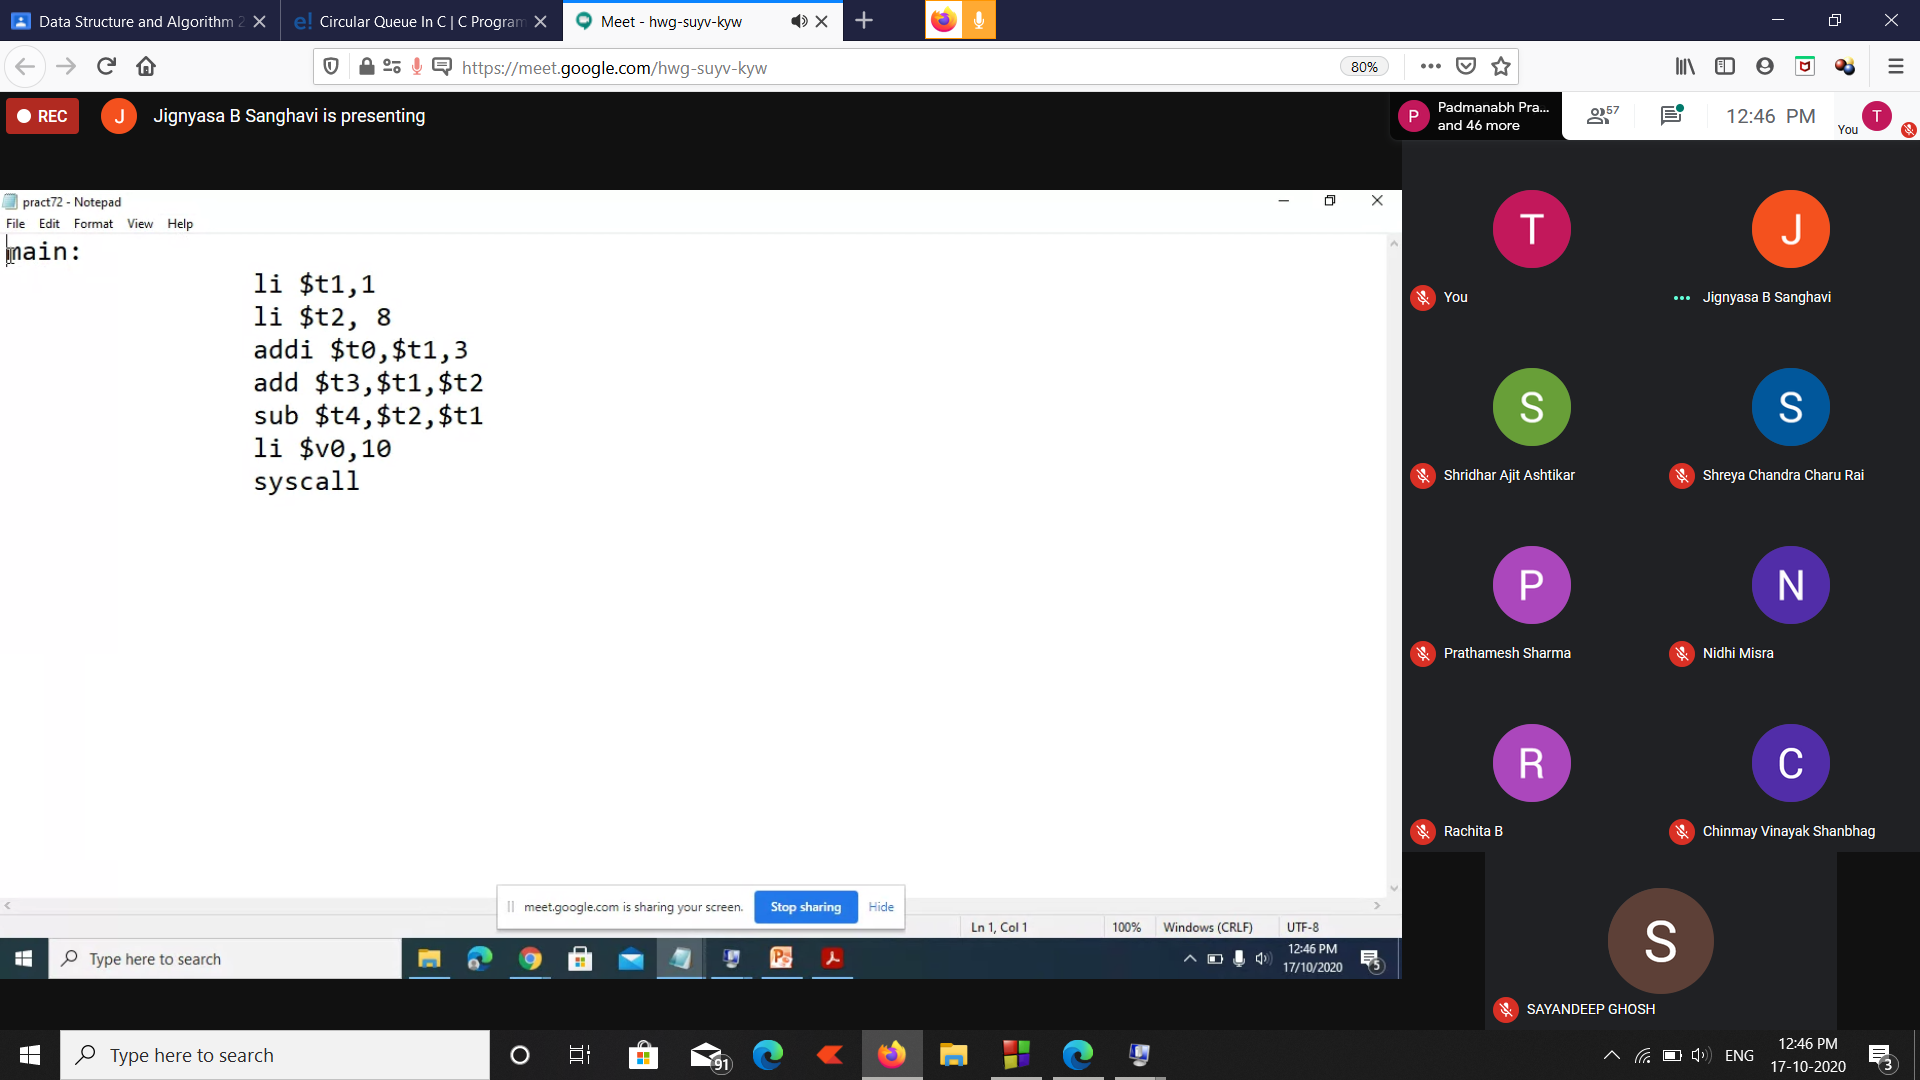 Data Structure and Algorithm 2
Circular Queue In C | C Program
Meet - hwg-suyv-kyw
https://meet.google.com/hwg-suyv-kyw
80%
REC
J
Jignyasa B Sanghavi is presenting
P
Padmanabh Pra...
and 46 more
57
12:46 PM
You
T
pract72 - Notepad
File Edit Format View Help
main:
li $t1,1
li $t2, 8
addi $t0,$t1,3
add $t3,$t1,$t2
sub $t4,$t2,$t1
li $v0,10
syscall
meet.google.com is sharing your screen.
Stop sharing
Hide
Ln 1, Col 1
100%
Windows (CRLF)
UTF-8
Type here to search
12:46 PM
17/10/2020
5
T
You
J
Jignyasa B Sanghavi
S
Shridhar Ajit Ashtikar
S
Shreya Chandra Charu Rai
P
Prathamesh Sharma
N
Nidhi Misra
R
Rachita B
C
Chinmay Vinayak Shanbhag
S
SAYANDEEP GHOSH
Type here to search
91
ENG
12:46 PM
17-10-2020
3